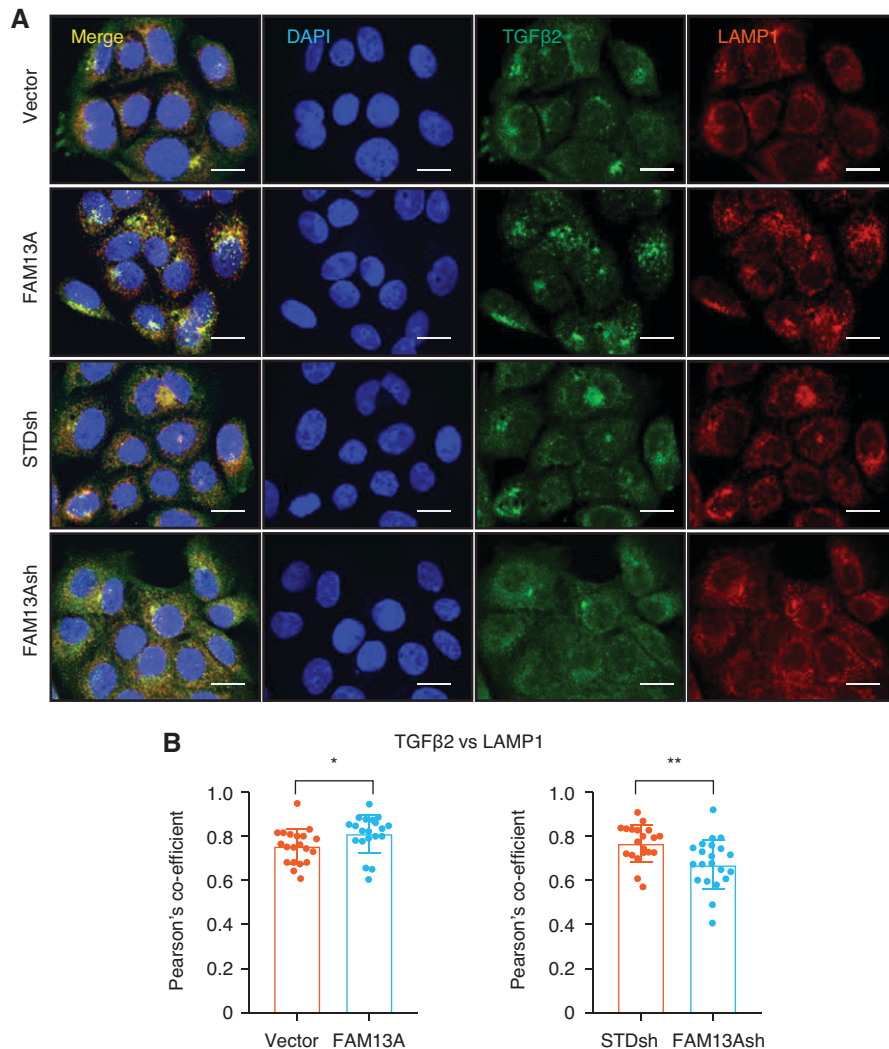 A
Merge DAPI TGFβ2 LAMP1
Vector
FAM13A
STDsh
FAM13Ash
B
TGFβ2 vs LAMP1
* **
Pearson's co-efficient
1.0
0.8
0.6
0.4
0.2
0
Vector FAM13A
Pearson's co-efficient
1.0
0.8
0.6
0.4
0.2
0
STDsh FAM13Ash